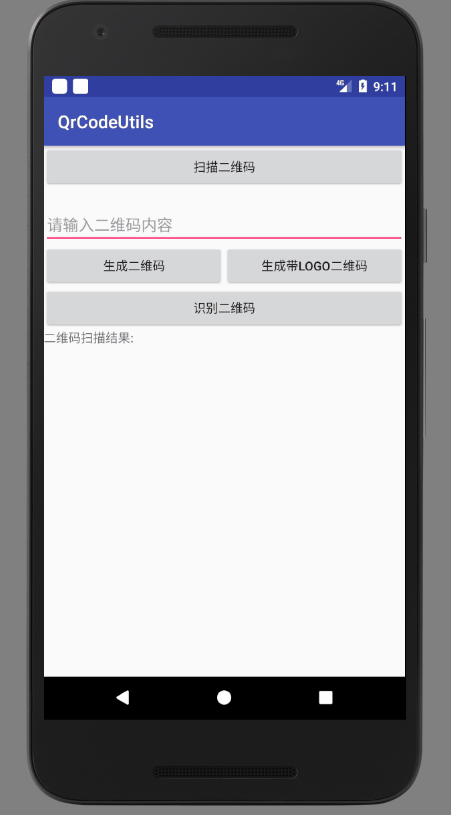 4G 9:11
QrCodeUtils
扫描二维码
请输入二维码内容
生成二维码 生成带LOGO二维码
识别二维码
二维码扫描结果: